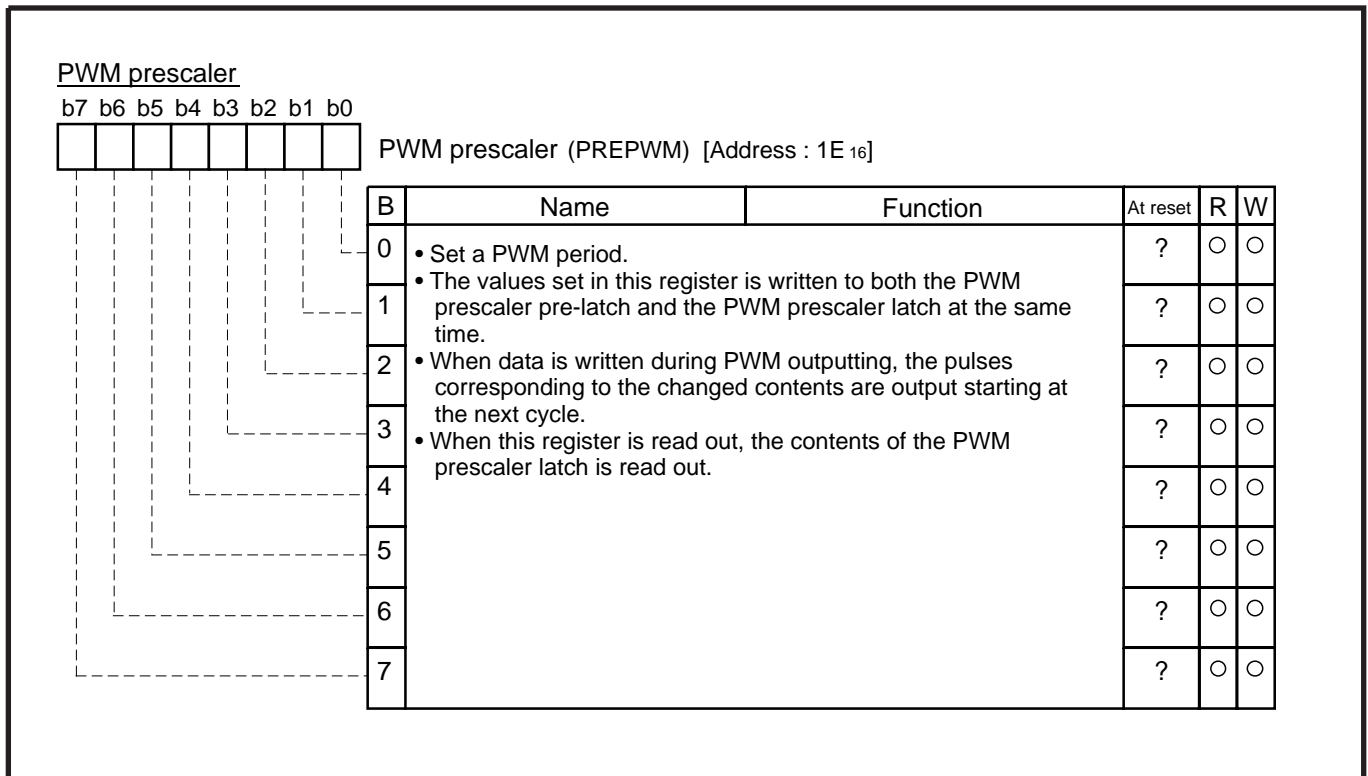 PWM prescaler
b7 b6 b5 b4 b3 b2 b1 b0
PWM prescaler (PREPWM) [Address : 1E 16]
B Name Function At reset R W
0 ? ○ ○
• Set a PWM period.
• The values set in this register is written to both the PWM
prescaler pre-latch and the PWM prescaler latch at the same
time.
1 ? ○ ○
• When data is written during PWM outputting, the pulses
corresponding to the changed contents are output starting at
the next cycle.
2 ? ○ ○
• When this register is read out, the contents of the PWM
prescaler latch is read out.
3 ? ○ ○
4 ? ○ ○
5 ? ○ ○
6 ? ○ ○
7 ? ○ ○